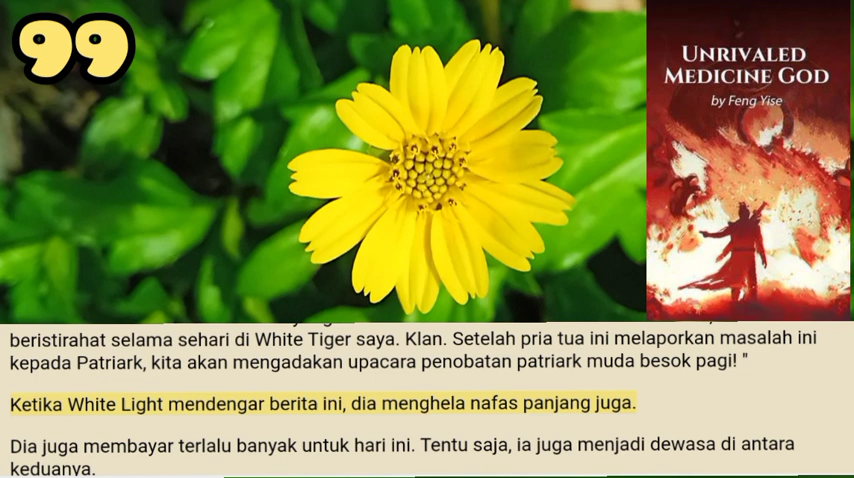 99
UNRIVALED
MEDICINE GOD
by Feng Yise
beristirahat selama sehari di White Tiger saya. Klan. Setelah pria tua ini melaporkan masalah ini
kepada Patriark, kita akan mengadakan upacara penobatan patriark muda besok pagi! "
Ketika White Light mendengar berita ini, dia menghela nafas panjang juga.
Dia juga membayar terlalu banyak untuk hari ini. Tentu saja, ia juga menjadi dewasa di antara
keduanya.